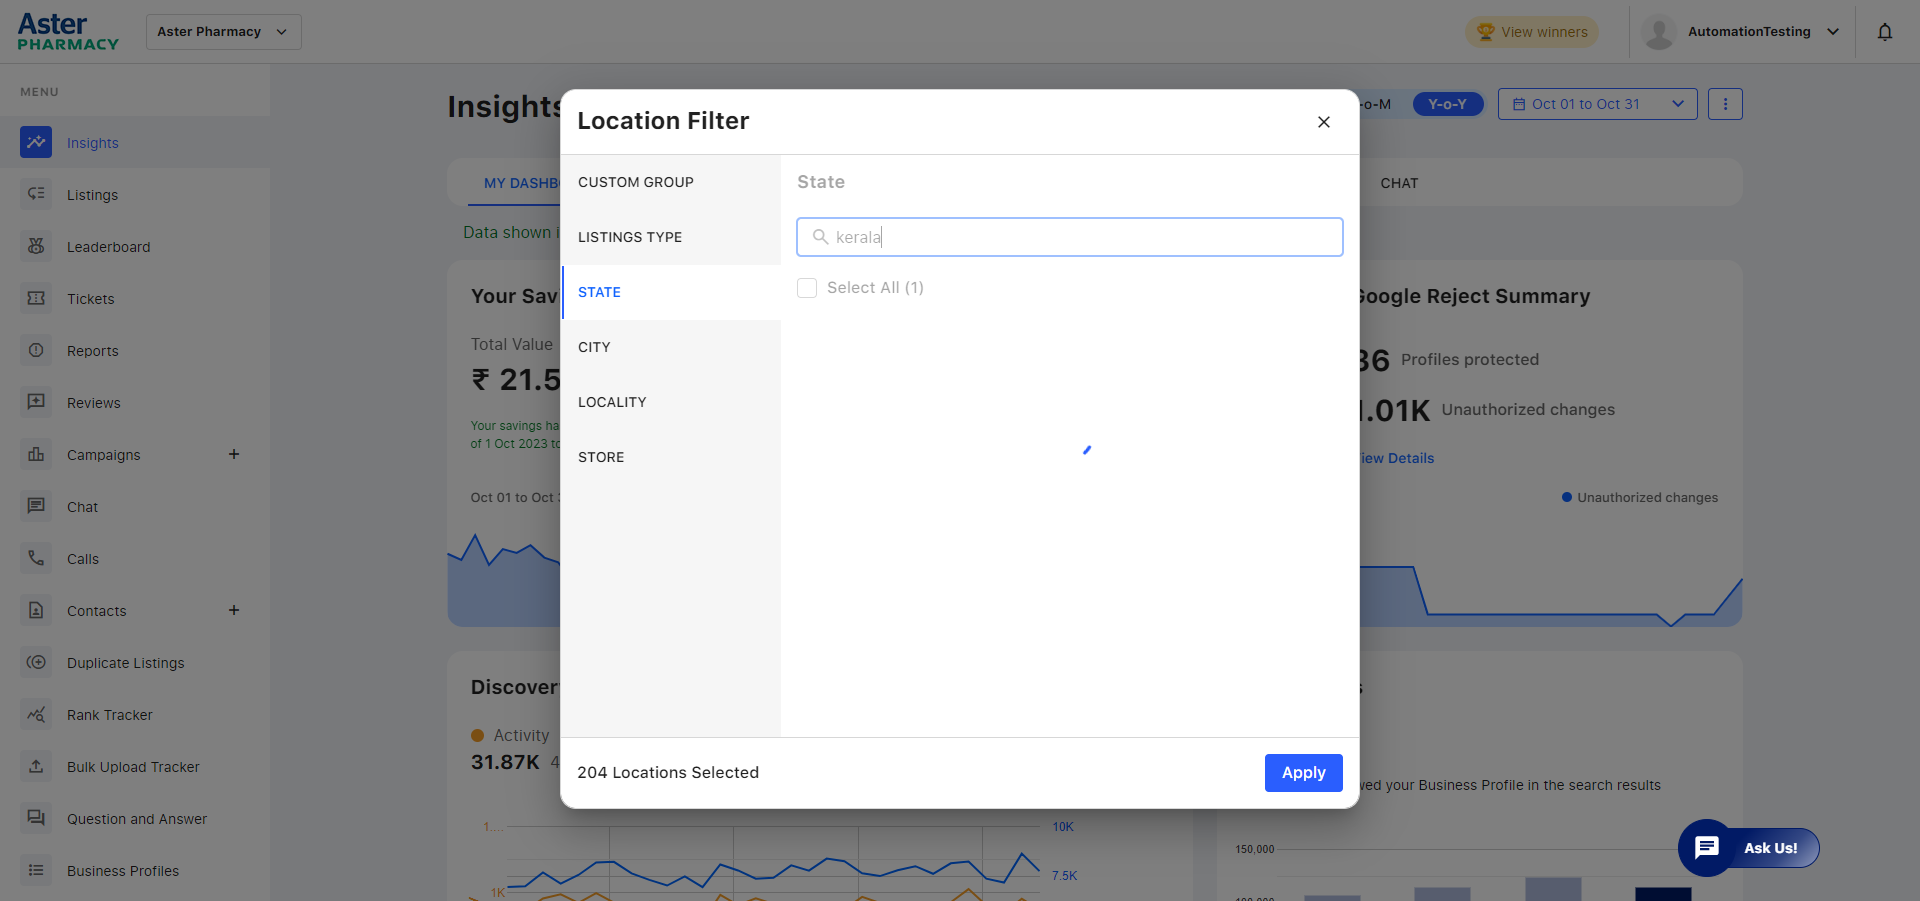 Aster
PHARMACY
Aster Pharmacy
View winners
AutomationTesting
MENU
Insights
Listings
Leaderboard
Tickets
Reports
Reviews
Campaigns
+
Chat
Calls
Contacts
+
Duplicate Listings
Rank Tracker
Bulk Upload Tracker
Question and Answer
Business Profiles
Insights
-o-M
Y-o-Y
Oct 01 to Oct 31
MY DASHBO
CHAT
Data shown i
Your Sav
Total Value
₹ 21.5
Your savings ha
of 1 Oct 2023 to
Oct 01 to Oct 3
Google Reject Summary
36 Profiles protected
1.01K Unauthorized changes
View Details
Unauthorized changes
Location Filter
CUSTOM GROUP
LISTINGS TYPE
STATE
CITY
LOCALITY
STORE
State
kerala
Select All (1)
204 Locations Selected
Apply
Discover
Activity
31.87K 4
1....
1K
10K
7.5K
s
wed your Business Profile in the search results
150,000
100,000
Ask Us!